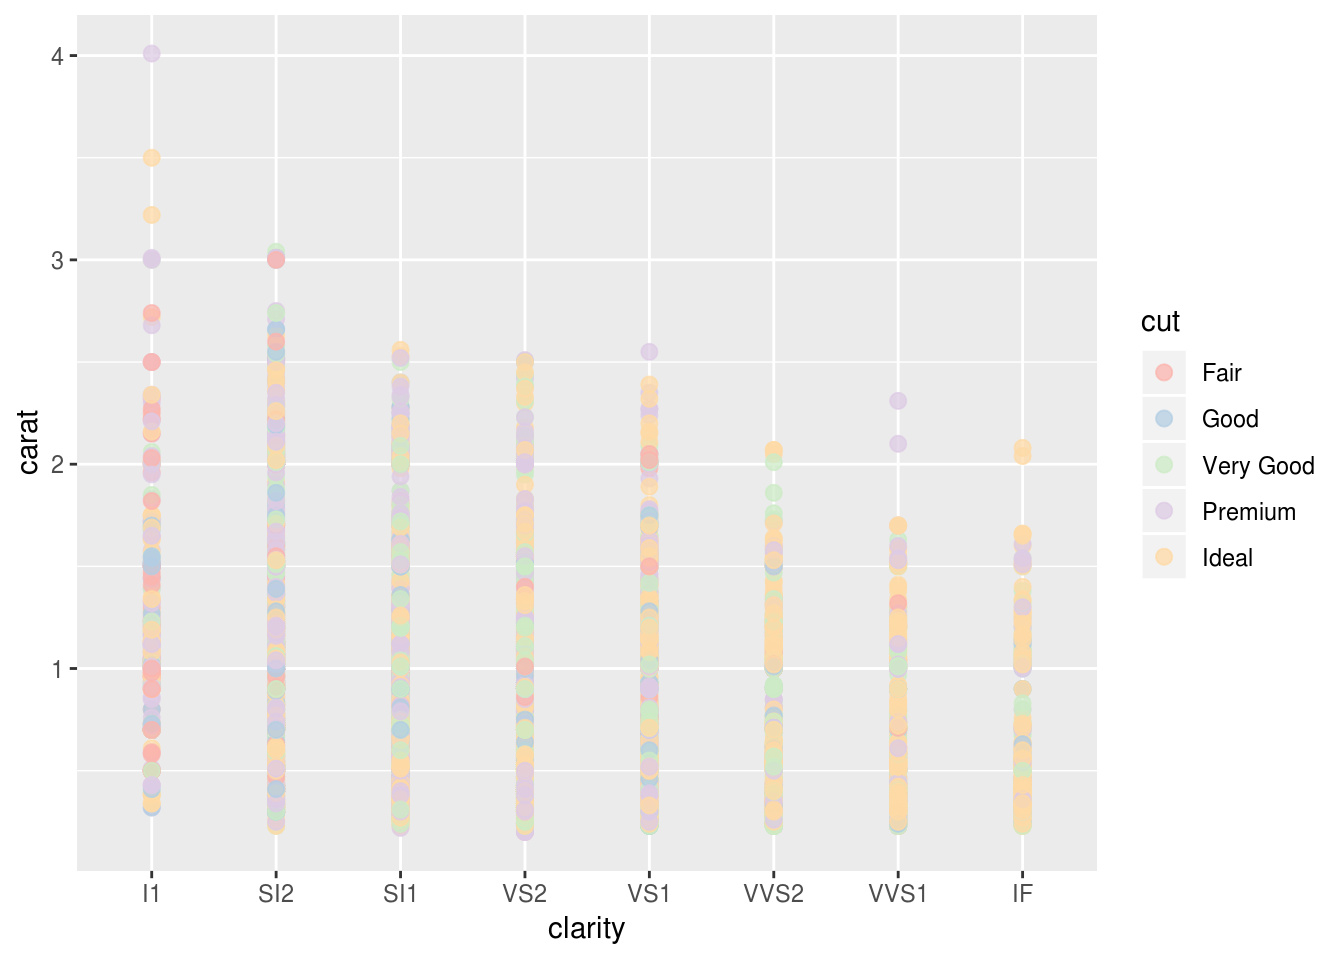 4
3
2
1
carat
I1 SI2 SI1 VS2 VS1 VVS2 VVS1 IF
clarity
cut
Fair
Good
Very Good
Premium
Ideal